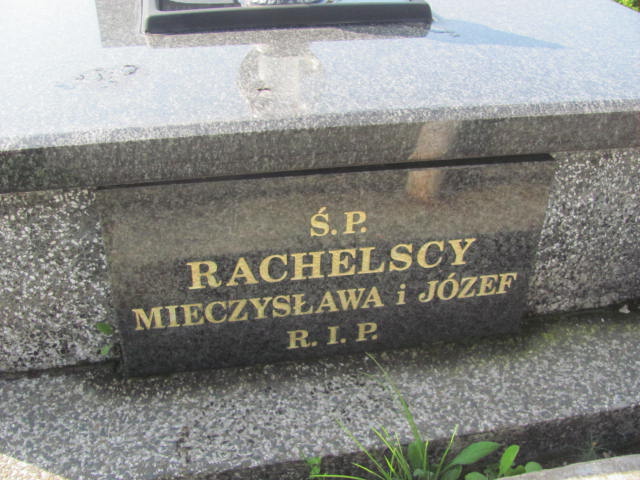 Ś. P.
RACHELSCY
MIECZYSŁAWA i JÓZEF
R. I. P.